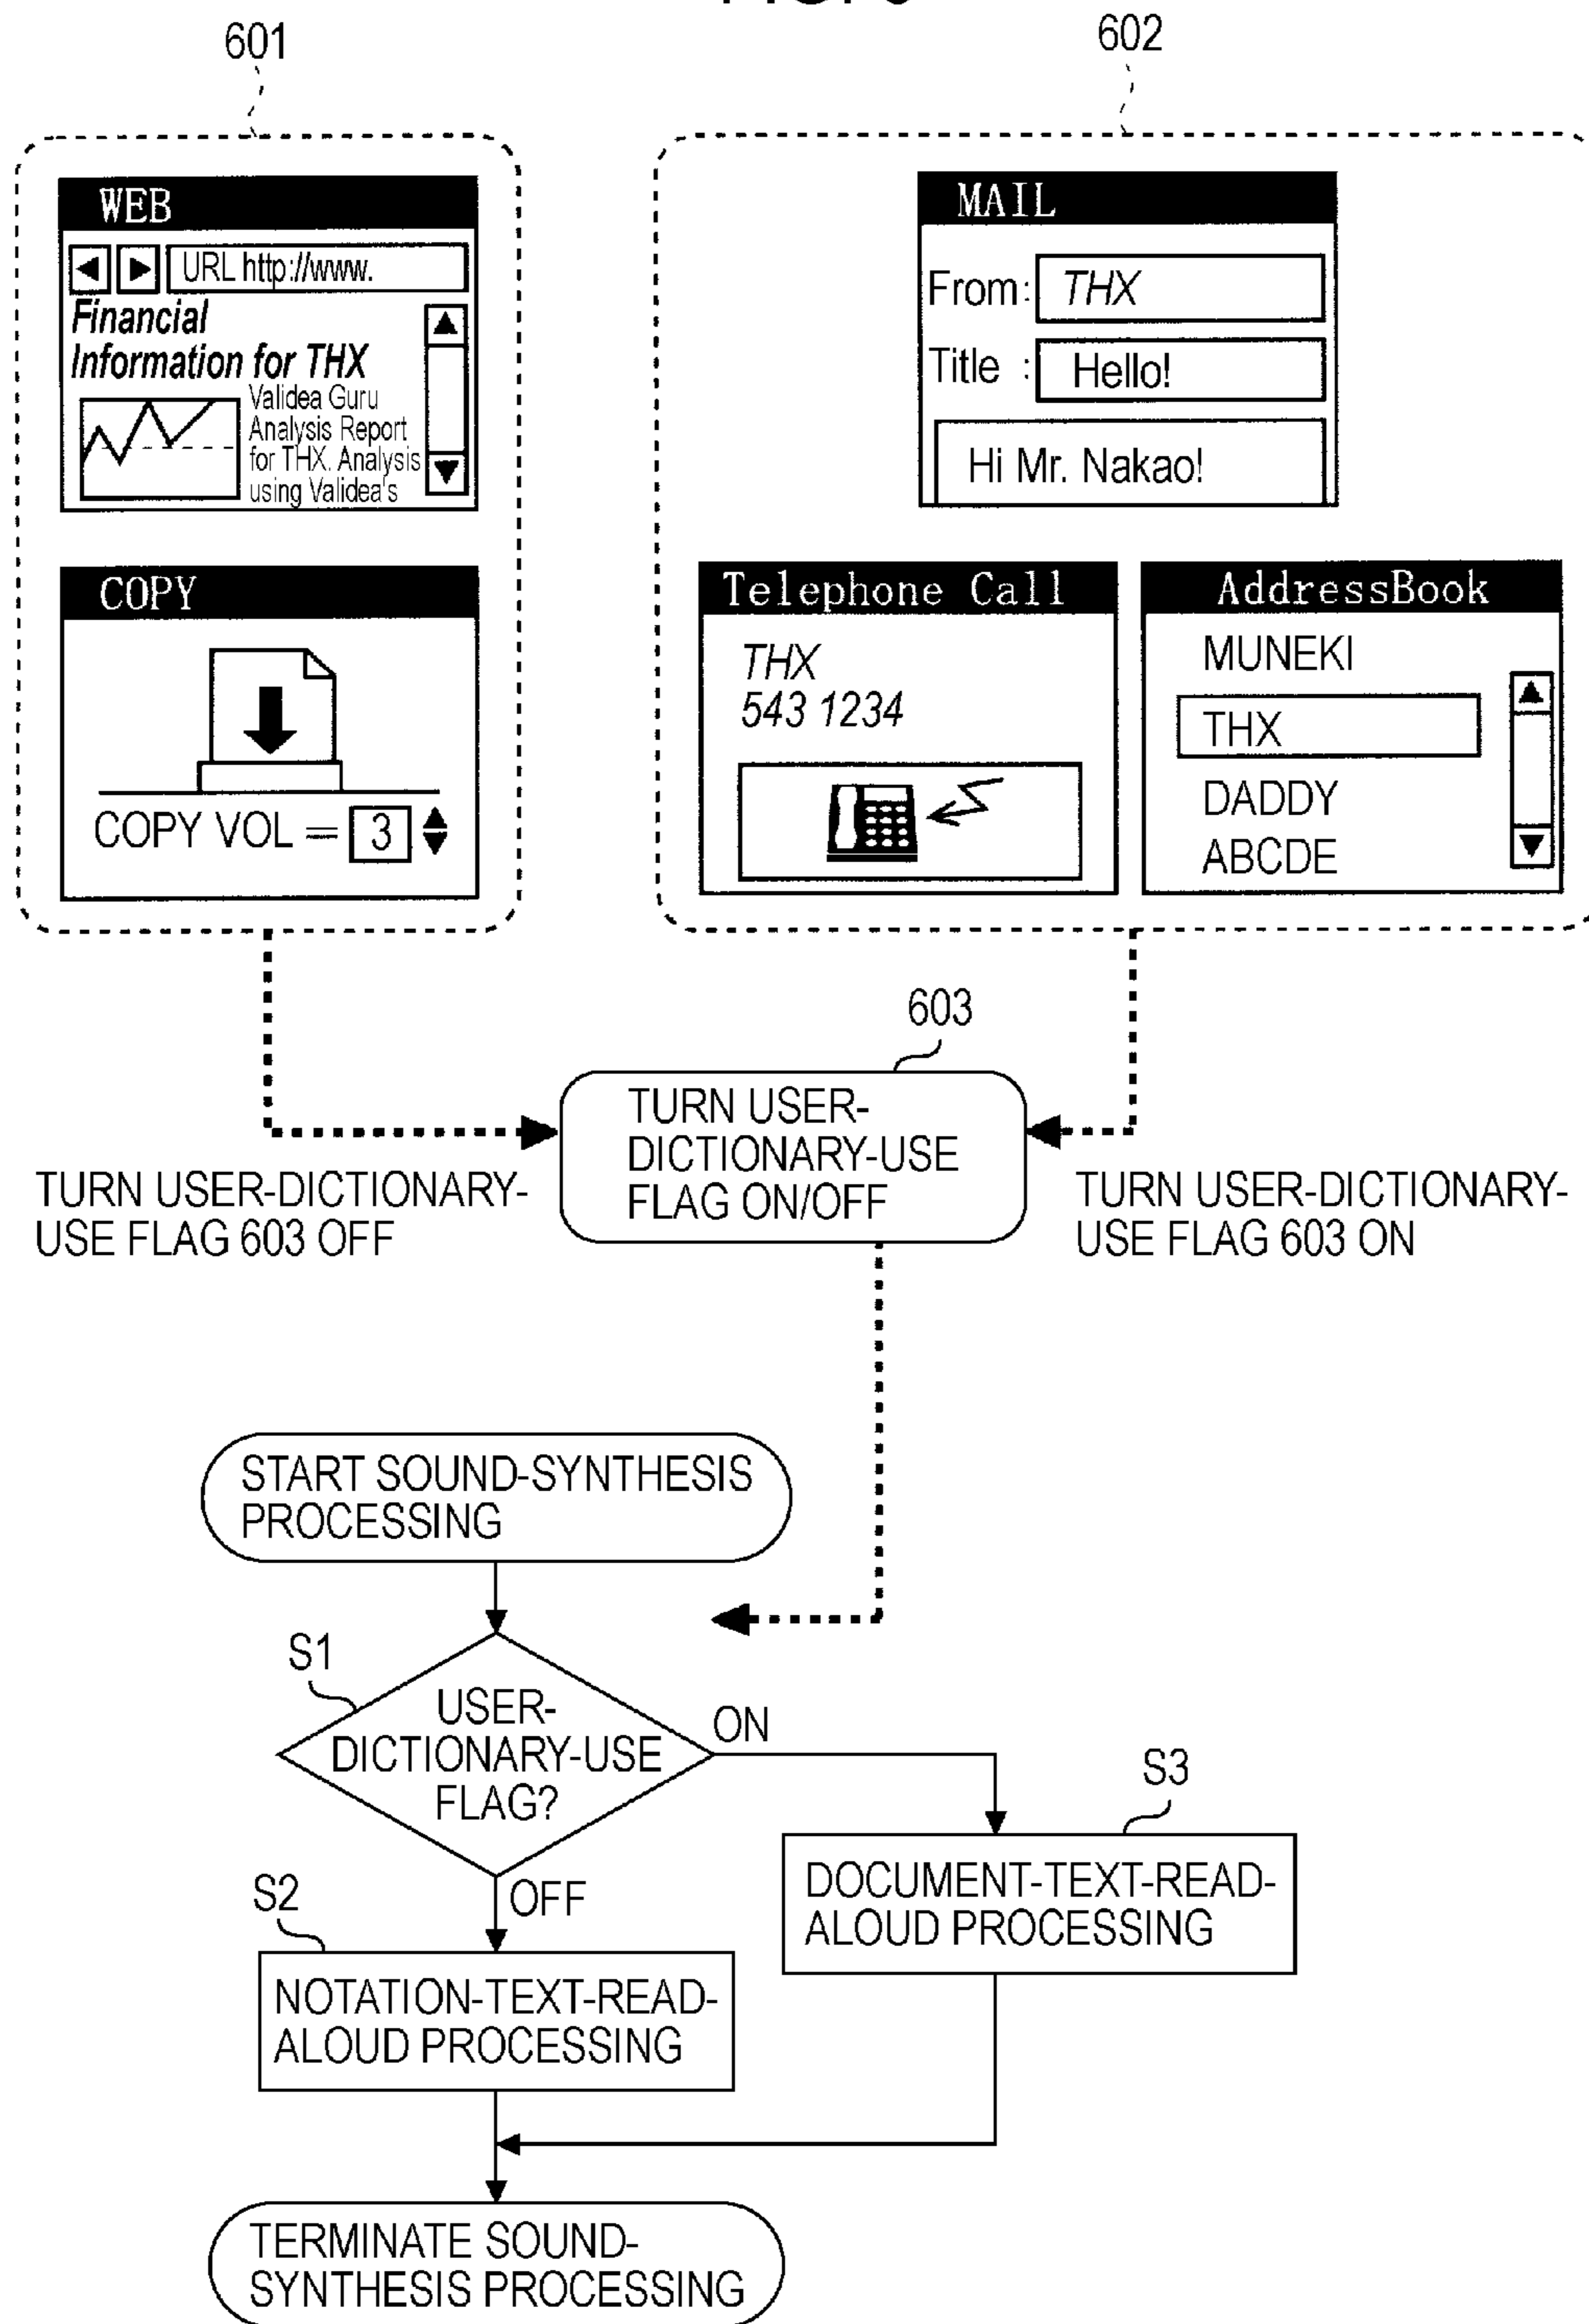 601
602
WEB
URL http://www.
Financial
Information for THX
Validea Guru
Analysis Report
for THX. Analysis
using Validea's
COPY
COPY VOL = 3
MAIL
From: THX
Title : Hello!
Hi Mr. Nakao!
Telephone Call
THX
543 1234
AddressBook
MUNEKI
THX
DADDY
ABCDE
603
TURN USER-
DICTIONARY-USE
FLAG ON/OFF
TURN USER-DICTIONARY-
USE FLAG 603 OFF
TURN USER-DICTIONARY-
USE FLAG 603 ON
START SOUND-SYNTHESIS
PROCESSING
S1
USER-
DICTIONARY-USE
FLAG?
ON
OFF
S3
DOCUMENT-TEXT-READ-
ALOUD PROCESSING
S2
NOTATION-TEXT-READ-
ALOUD PROCESSING
TERMINATE SOUND-
SYNTHESIS PROCESSING